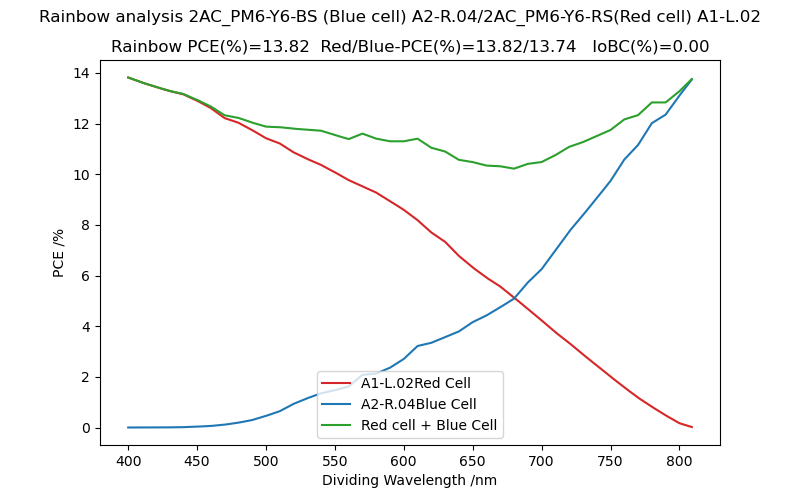 Rainbow analysis 2AC_PM6-Y6-BS (Blue cell) A2-R.04/2AC_PM6-Y6-RS(Red cell) A1-L.02
Rainbow PCE(%)=13.82  Red/Blue-PCE(%)=13.82/13.74   IoBC(%)=0.00
PCE /%
14
12
10
8
6
4
2
0
A1-L.02Red Cell
A2-R.04Blue Cell
Red cell + Blue Cell
400 450 500 550 600 650 700 750 800
Dividing Wavelength /nm